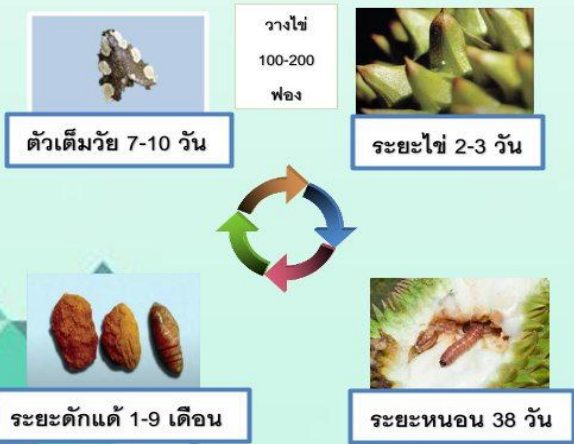 วางไข่
100-200
ฟอง
ตัวเต็มวัย 7-10 วัน
ระยะไข่ 2-3 วัน
ระยะดักแด้ 1-9 เดือน
ระยะหนอน 38 วัน